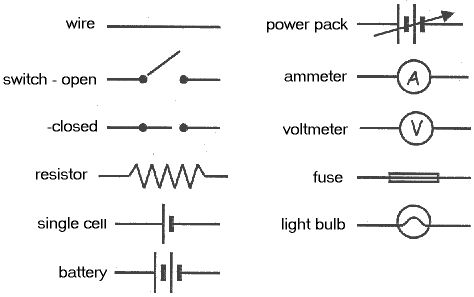 wire
switch - open
-closed
resistor
single cell
battery
power pack
ammeter
A
voltmeter
V
fuse
light bulb